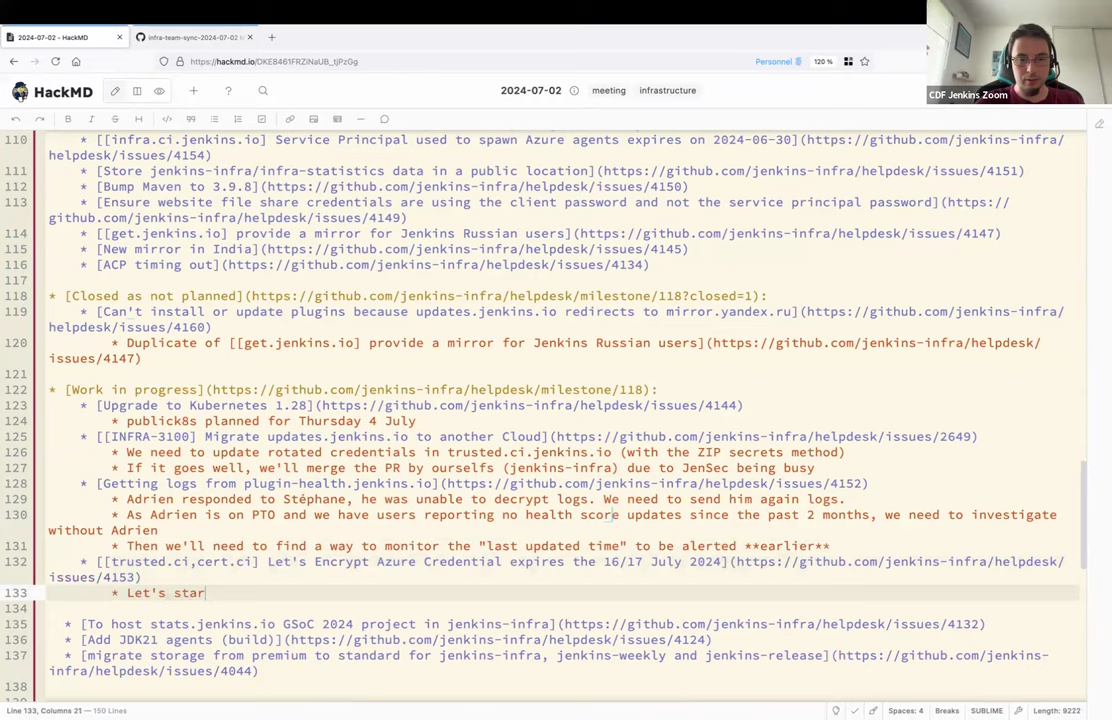 2024-07-02 - HackMD
infra-team-sync-2024-07-02 t
https://hackmd.io/DKE8461FRZiNaUB_tjPzGg
Personnel
120 %
CDF Jenkins Zoom
HackMD
2024-07-02
meeting
infrastructure
110 * [[infra.ci.jenkins.io] Service Principal used to spawn Azure agents expires on 2024-06-30](https://github.com/jenkins-infra/
helpdesk/issues/4154)
111 * [Store jenkins-infra/infra-statistics data in a public location](https://github.com/jenkins-infra/helpdesk/issues/4151)
112 * [Bump Maven to 3.9.8](https://github.com/jenkins-infra/helpdesk/issues/4150)
113 * [Ensure website file share credentials are using the client password and not the service principal password](https://
github.com/jenkins-infra/helpdesk/issues/4149)
114 * [[get.jenkins.io] provide a mirror for Jenkins Russian users](https://github.com/jenkins-infra/helpdesk/issues/4147)
115 * [New mirror in India](https://github.com/jenkins-infra/helpdesk/issues/4145)
116 * [ACP timing out](https://github.com/jenkins-infra/helpdesk/issues/4134)
117
118 * [Closed as not planned](https://github.com/jenkins-infra/helpdesk/milestone/118?closed=1):
119 * [Can't install or update plugins because updates.jenkins.io redirects to mirror.yandex.ru](https://github.com/jenkins-infra/
helpdesk/issues/4160)
120 * Duplicate of [[get.jenkins.io] provide a mirror for Jenkins Russian users](https://github.com/jenkins-infra/helpdesk/
issues/4147)
121
122 * [Work in progress](https://github.com/jenkins-infra/helpdesk/milestone/118):
123 * [Upgrade to Kubernetes 1.28](https://github.com/jenkins-infra/helpdesk/issues/4144)
124 * publick8s planned for Thursday 4 July
125 * [[INFRA-3100] Migrate updates.jenkins.io to another Cloud](https://github.com/jenkins-infra/helpdesk/issues/2649)
126 * We need to update rotated credentials in trusted.ci.jenkins.io (with the ZIP secrets method)
127 * If it goes well, we'll merge the PR by ourselfs (jenkins-infra) due to JenSec being busy
128 * [Getting logs from plugin-health.jenkins.io](https://github.com/jenkins-infra/helpdesk/issues/4152)
129 * Adrien responded to Stéphane, he was unable to decrypt logs. We need to send him again logs.
130 * As Adrien is on PTO and we have users reporting no health score updates since the past 2 months, we need to investigate
without Adrien
131 * Then we'll need to find a way to monitor the "last updated time" to be alerted **earlier**
132 * [[trusted.ci,cert.ci] Let's Encrypt Azure Credential expires the 16/17 July 2024](https://github.com/jenkins-infra/helpdesk/
issues/4153)
133 * Let's star
134
135 * [To host stats.jenkins.io GSoC 2024 project in jenkins-infra](https://github.com/jenkins-infra/helpdesk/issues/4132)
136 * [Add JDK21 agents (build)](https://github.com/jenkins-infra/helpdesk/issues/4124)
137 * [migrate storage from premium to standard for jenkins-infra, jenkins-weekly and jenkins-release](https://github.com/jenkins-
infra/helpdesk/issues/4044)
138
Line 133, Columns 21 — 150 Lines
Spaces: 4
Breaks
SUBLIME
Length: 9222